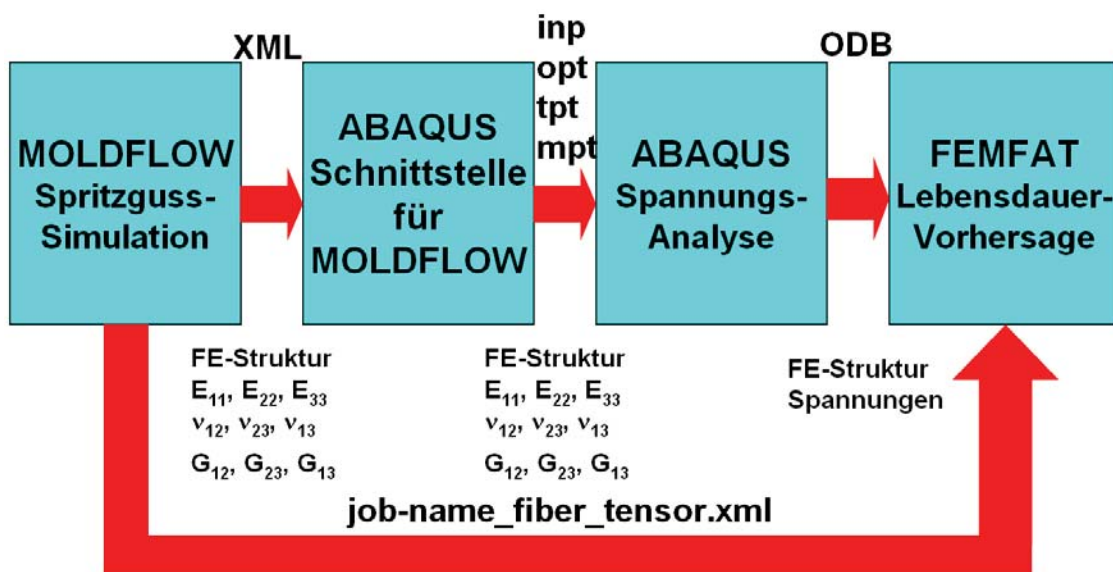 XML
inp
opt
tpt
mpt
ODB
MOLDFLOW
Spritzguss-
Simulation
ABAQUS
Schnittstelle
für
MOLDFLOW
ABAQUS
Spannungs-
Analyse
FEMFAT
Lebensdauer-
Vorhersage
FE-Struktur
E11, E22, E33
ν12, ν23, ν13
G12, G23, G13
FE-Struktur
E11, E22, E33
ν12, ν23, ν13
G12, G23, G13
FE-Struktur
Spannungen
job-name_fiber_tensor.xml